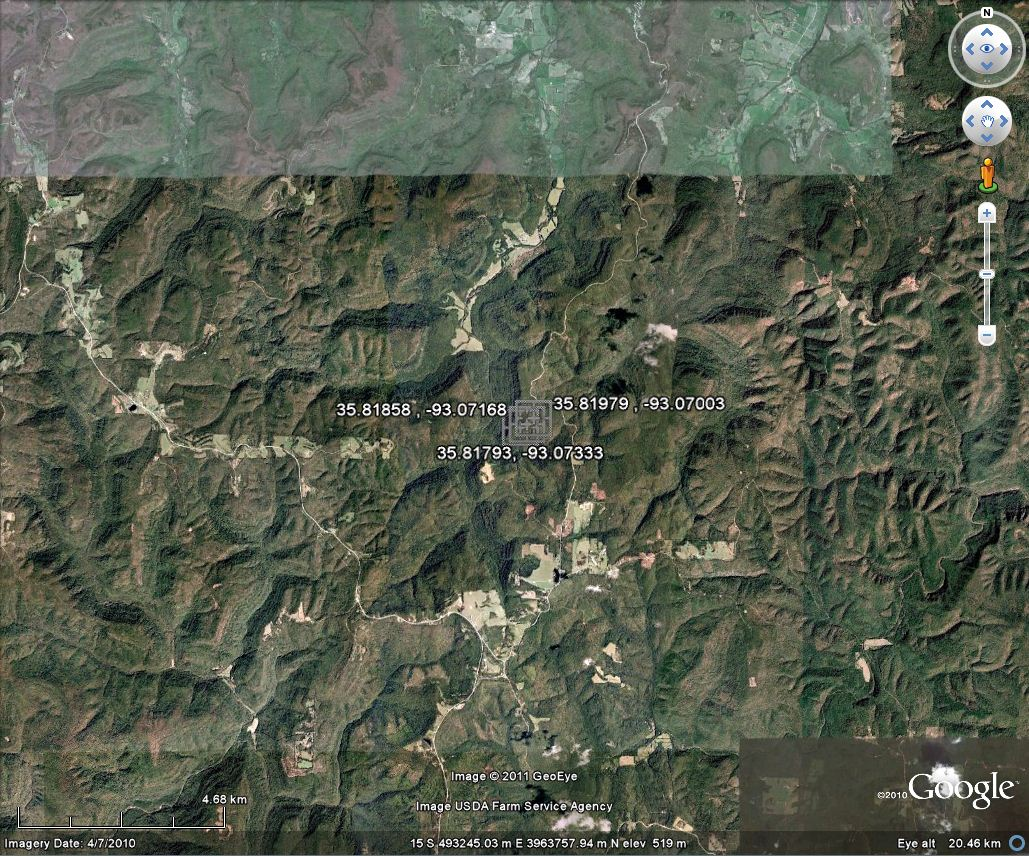 N
35.81858 , -93.07168
35.81979 , -93.07003
35.81793, -93.07333
Image © 2011 GeoEye
4.68 km
Image USDA Farm Service Agency
©2010 Google™
Imagery Date: 4/7/2010
15 S 493245.03 m E 3963757.94 m N elev 519 m
Eye alt 20.46 km